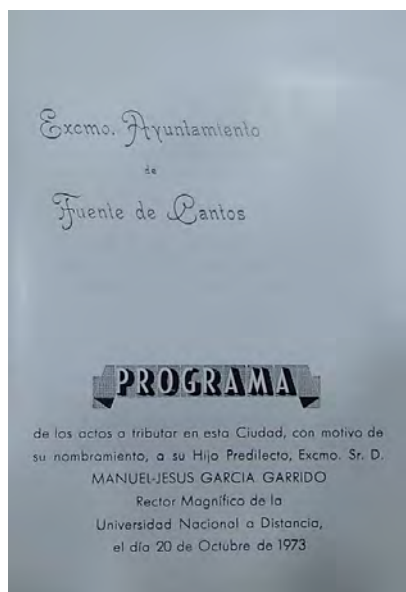 Excmo. Ayuntamiento
de
Fuente de Cantos
PROGRAMA
de los actos a tributar en esta Ciudad, con motivo de
su nombramiento, a su Hijo Predilecto, Excmo. Sr. D.
MANUEL-JESUS GARCIA GARRIDO
Rector Magnífico de la
Universidad Nacional a Distancia,
el día 20 de Octubre de 1973